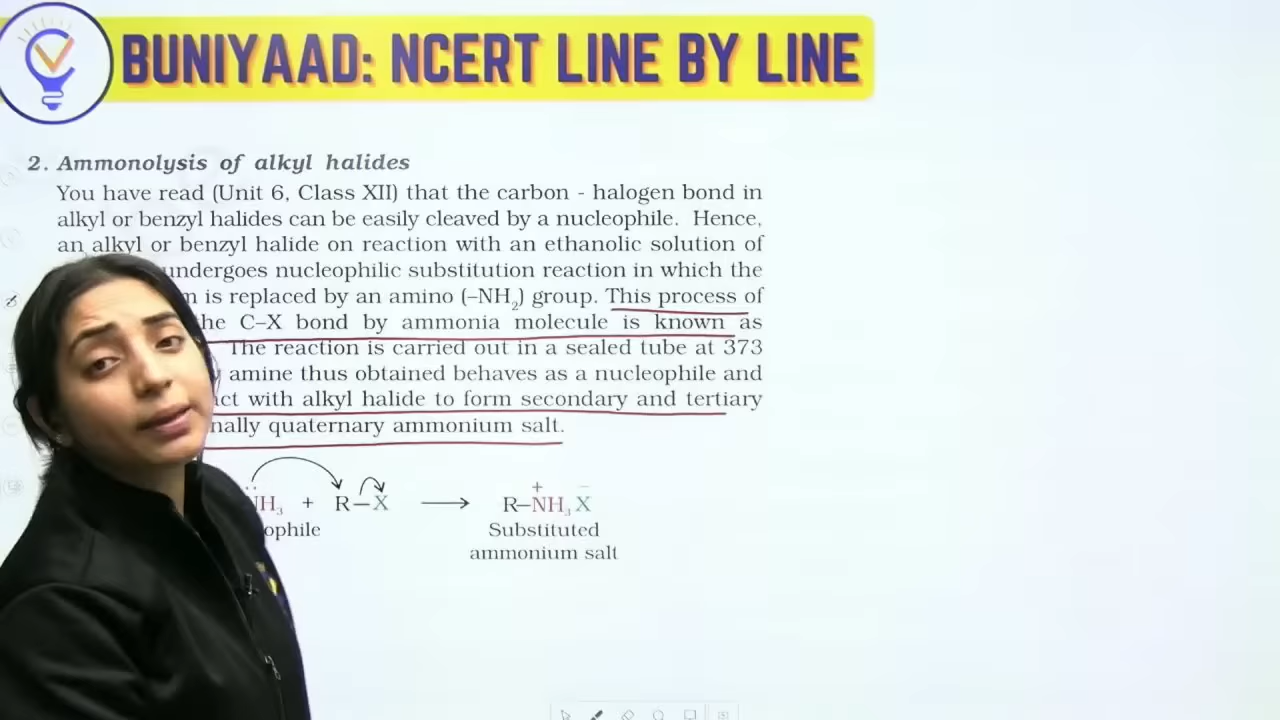 BUNIYAAD: NCERT LINE BY LINE
2. Ammonolysis of alkyl halides
You have read (Unit 6, Class XII) that the carbon - halogen bond in
alkyl or benzyl halides can be easily cleaved by a nucleophile. Hence,
an alkyl or benzyl halide on reaction with an ethanolic solution of
undergoes nucleophilic substitution reaction in which the
is replaced by an amino (–NH₂) group. This process of
the C–X bond by ammonia molecule is known as
The reaction is carried out in a sealed tube at 373
amine thus obtained behaves as a nucleophile and
with alkyl halide to form secondary and tertiary
quaternary ammonium salt.
H₃ + R–X → R–N⁺H₃ X⁻
Substituted
ammonium salt